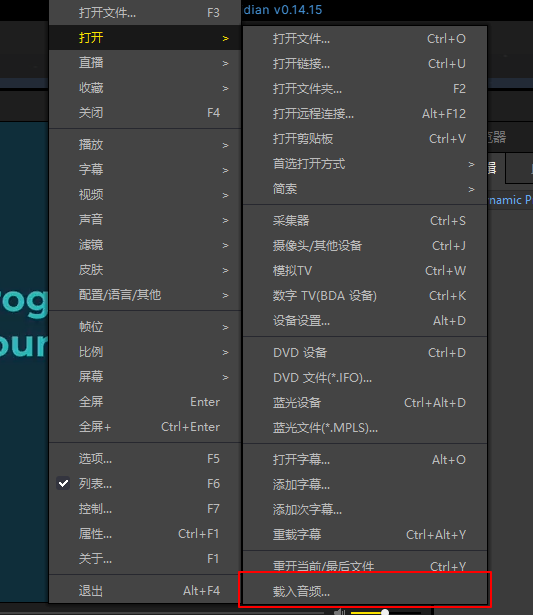 rdian v0.14.15
打开文件... F3
打开 >
直播 >
收藏 >
关闭 F4
播放 >
字幕 >
视频 >
声音 >
滤镜 >
皮肤 >
配置/语言/其他 >
帧位 >
比例 >
屏幕 >
全屏 Enter
全屏+ Ctrl+Enter
选项... F5
列表... F6
控制... F7
属性... Ctrl+F1
关于... F1
退出 Alt+F4
打开文件... Ctrl+O
打开链接... Ctrl+U
打开文件夹... F2
打开远程连接... Alt+F12
打开剪贴板 Ctrl+V
首选打开方式 >
简索 >
采集器 Ctrl+S
摄像头/其他设备 Ctrl+J
模拟TV Ctrl+W
数字 TV(BDA 设备) Ctrl+K
设备设置... Alt+D
DVD 设备 Ctrl+D
DVD 文件(*.IFO)...
蓝光设备 Ctrl+Alt+D
蓝光文件(*.MPLS)...
打开字幕... Alt+O
添加字幕...
添加次字幕...
重载字幕 Ctrl+Alt+Y
重开当前/最后文件 Ctrl+Y
载入音频...
览器
辑
namic P
rog
our